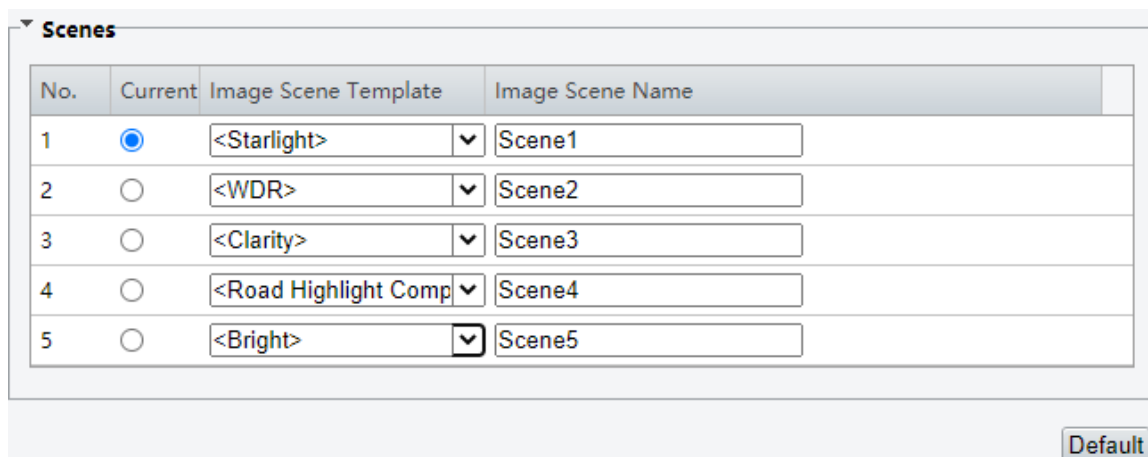 Scenes
No. Current Image Scene Template Image Scene Name
1 <Starlight> Scene1
2 <WDR> Scene2
3 <Clarity> Scene3
4 <Road Highlight Comp Scene4
5 <Bright> Scene5
Default